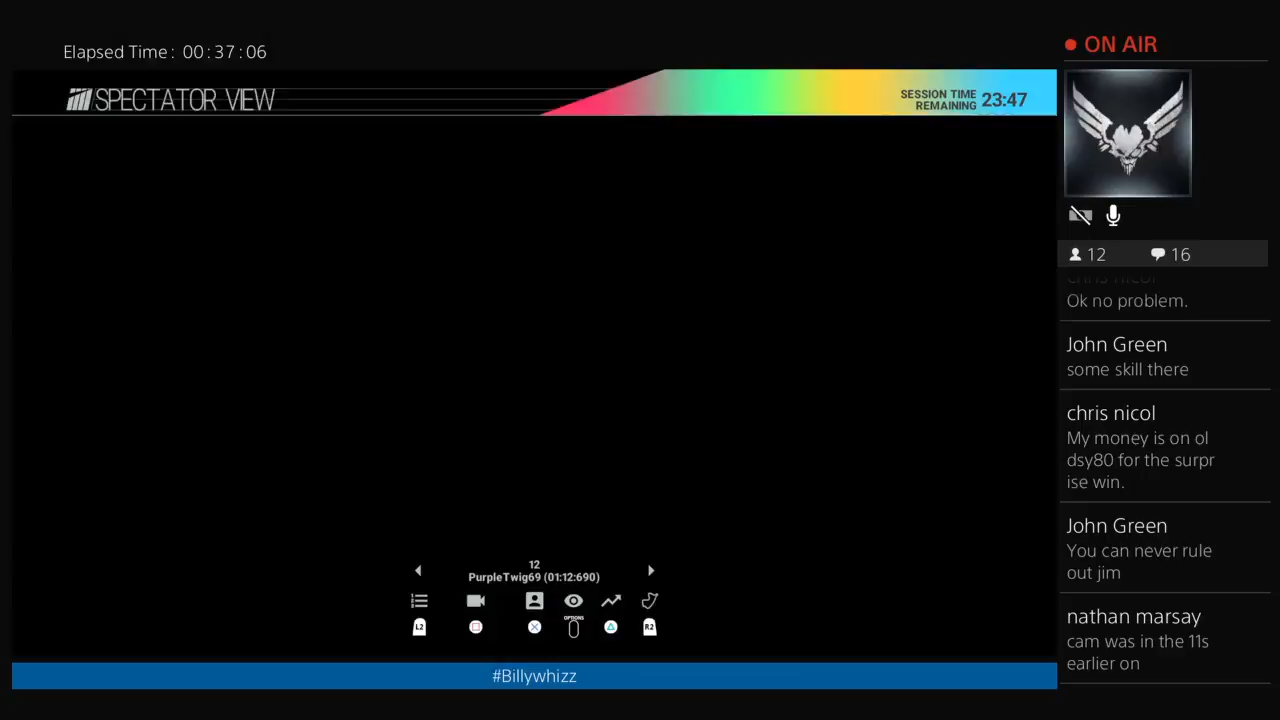 Elapsed Time: 00:37:06
ON AIR
SPECTATOR VIEW
SESSION TIME
REMAINING 23:47
12 16
chris nicol
Ok no problem.
John Green
some skill there
chris nicol
My money is on ol
dsy80 for the surpr
ise win.
John Green
You can never rule
out jim
nathan marsay
cam was in the 11s
earlier on
12
PurpleTwig69 (01:12:690)
OPTIONS
L2
R2
#Billywhizz